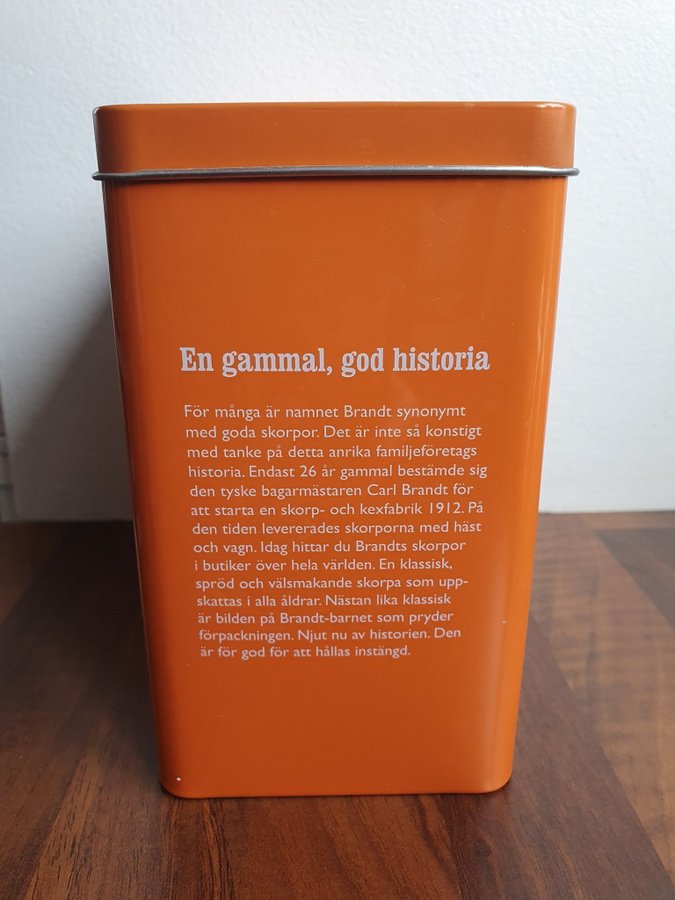 En gammal, god historia
För många är namnet Brandt synonymt
med goda skorpor. Det är inte så konstigt
med tanke på detta anrika familjeföretags
historia. Endast 26 år gammal bestämde sig
den tyske bagarmästaren Carl Brandt för
att starta en skorp- och kexfabrik 1912. På
den tiden levererades skorporna med häst
och vagn. Idag hittar du Brandts skorpor
i butiker över hela världen. En klassisk,
spröd och välsmakande skorpa som upp-
skattas i alla åldrar. Nästan lika klassisk
är bilden på Brandt-barnet som pryder
förpackningen. Njut nu av historien. Den
är för god för att hållas instängd.